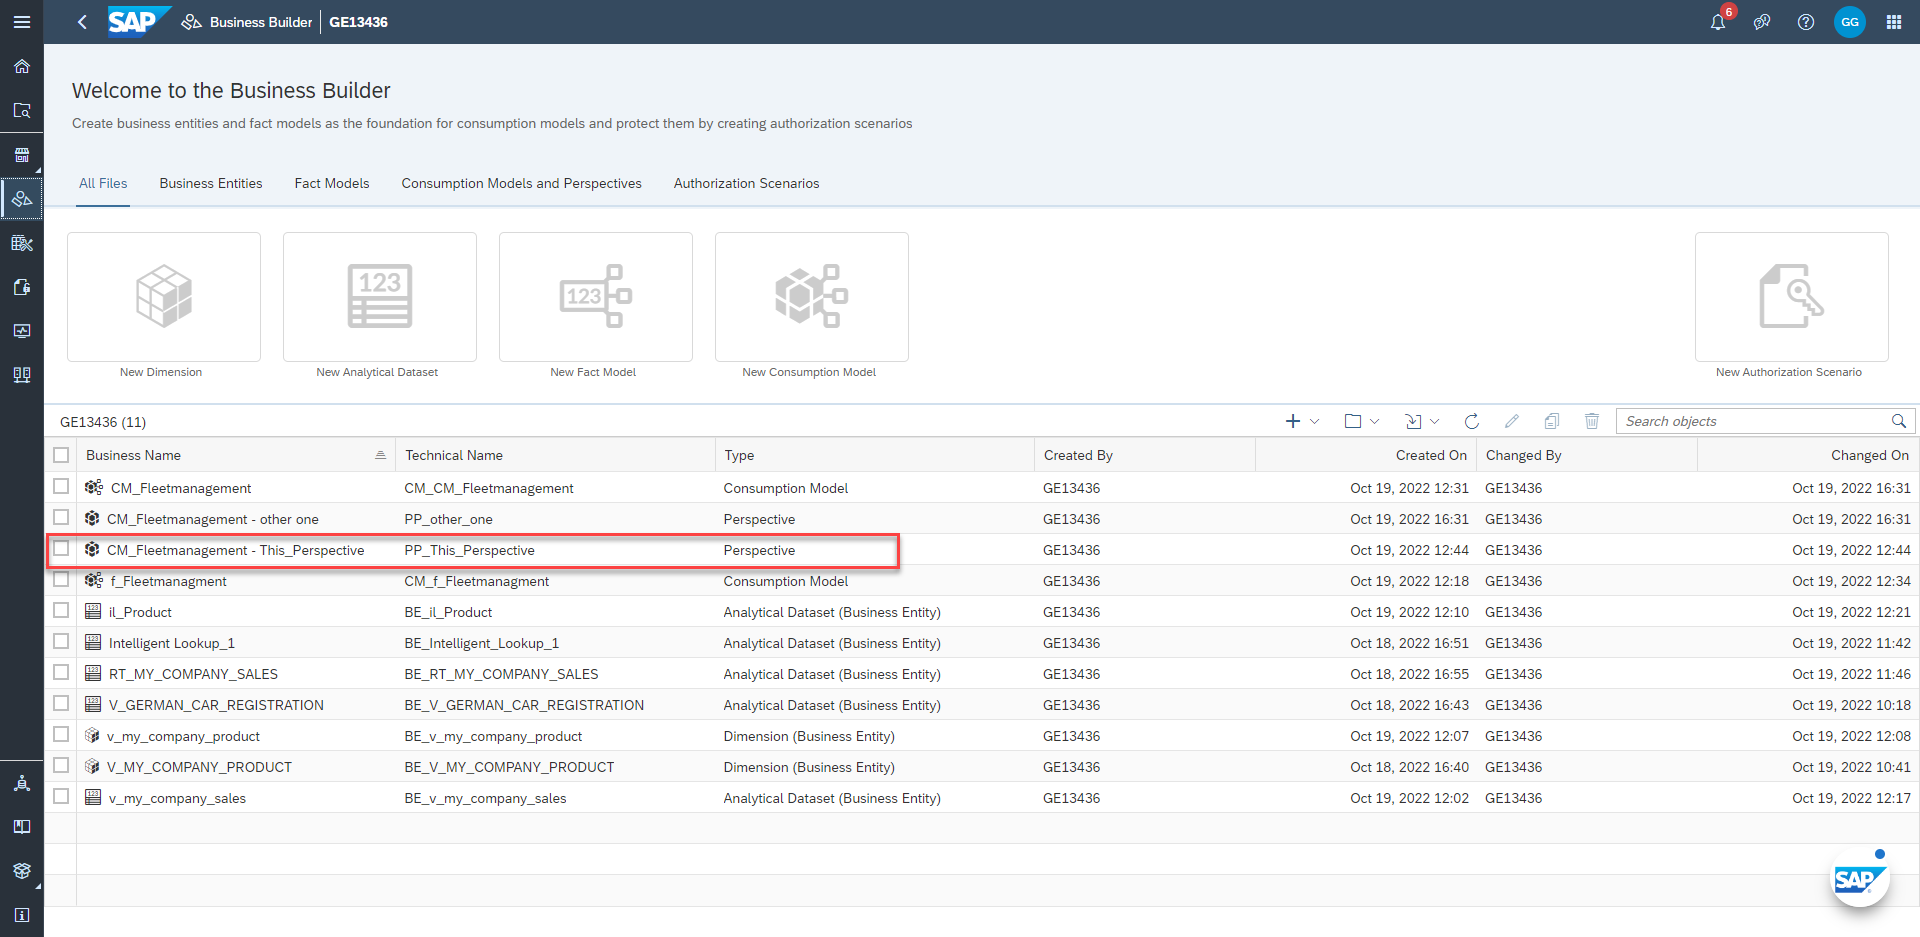 SAP Business Builder GE13436 6 GG
Welcome to the Business Builder
Create business entities and fact models as the foundation for consumption models and protect them by creating authorization scenarios
All Files Business Entities Fact Models Consumption Models and Perspectives Authorization Scenarios
123 123
New Dimension New Analytical Dataset New Fact Model New Consumption Model New Authorization Scenario
GE13436 (11) Search objects
Business Name Technical Name Type Created By Created On Changed By Changed On
CM_Fleetmanagement CM_CM_Fleetmanagement Consumption Model GE13436 Oct 19, 2022 12:31 GE13436 Oct 19, 2022 16:31
CM_Fleetmanagement - other one PP_other_one Perspective GE13436 Oct 19, 2022 16:31 GE13436 Oct 19, 2022 16:31
CM_Fleetmanagement - This_Perspective PP_This_Perspective Perspective GE13436 Oct 19, 2022 12:44 GE13436 Oct 19, 2022 12:44
f_Fleetmanagment CM_f_Fleetmanagment Consumption Model GE13436 Oct 19, 2022 12:18 GE13436 Oct 19, 2022 12:34
il_Product BE_il_Product Analytical Dataset (Business Entity) GE13436 Oct 19, 2022 12:10 GE13436 Oct 19, 2022 12:21
Intelligent Lookup_1 BE_Intelligent_Lookup_1 Analytical Dataset (Business Entity) GE13436 Oct 18, 2022 16:51 GE13436 Oct 19, 2022 11:42
RT_MY_COMPANY_SALES BE_RT_MY_COMPANY_SALES Analytical Dataset (Business Entity) GE13436 Oct 18, 2022 16:55 GE13436 Oct 19, 2022 11:46
V_GERMAN_CAR_REGISTRATION BE_V_GERMAN_CAR_REGISTRATION Analytical Dataset (Business Entity) GE13436 Oct 18, 2022 16:43 GE13436 Oct 19, 2022 10:18
v_my_company_product BE_v_my_company_product Dimension (Business Entity) GE13436 Oct 19, 2022 12:07 GE13436 Oct 19, 2022 12:08
V_MY_COMPANY_PRODUCT BE_V_MY_COMPANY_PRODUCT Dimension (Business Entity) GE13436 Oct 18, 2022 16:40 GE13436 Oct 19, 2022 10:41
v_my_company_sales BE_v_my_company_sales Analytical Dataset (Business Entity) GE13436 Oct 19, 2022 12:02 GE13436 Oct 19, 2022 12:17
SAP